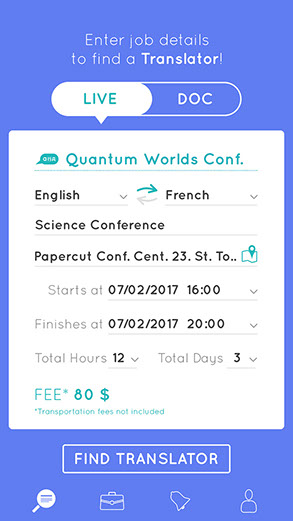 Enter job details
to find a Translator!
LIVE DOC
Quantum Worlds Conf.
English French
Science Conference
Papercut Conf. Cent. 23. St. To..
Starts at 07/02/2017 16:00
Finishes at 07/02/2017 20:00
Total Hours 12 Total Days 3
FEE* 80 $
*Transportation fees not included
FIND TRANSLATOR